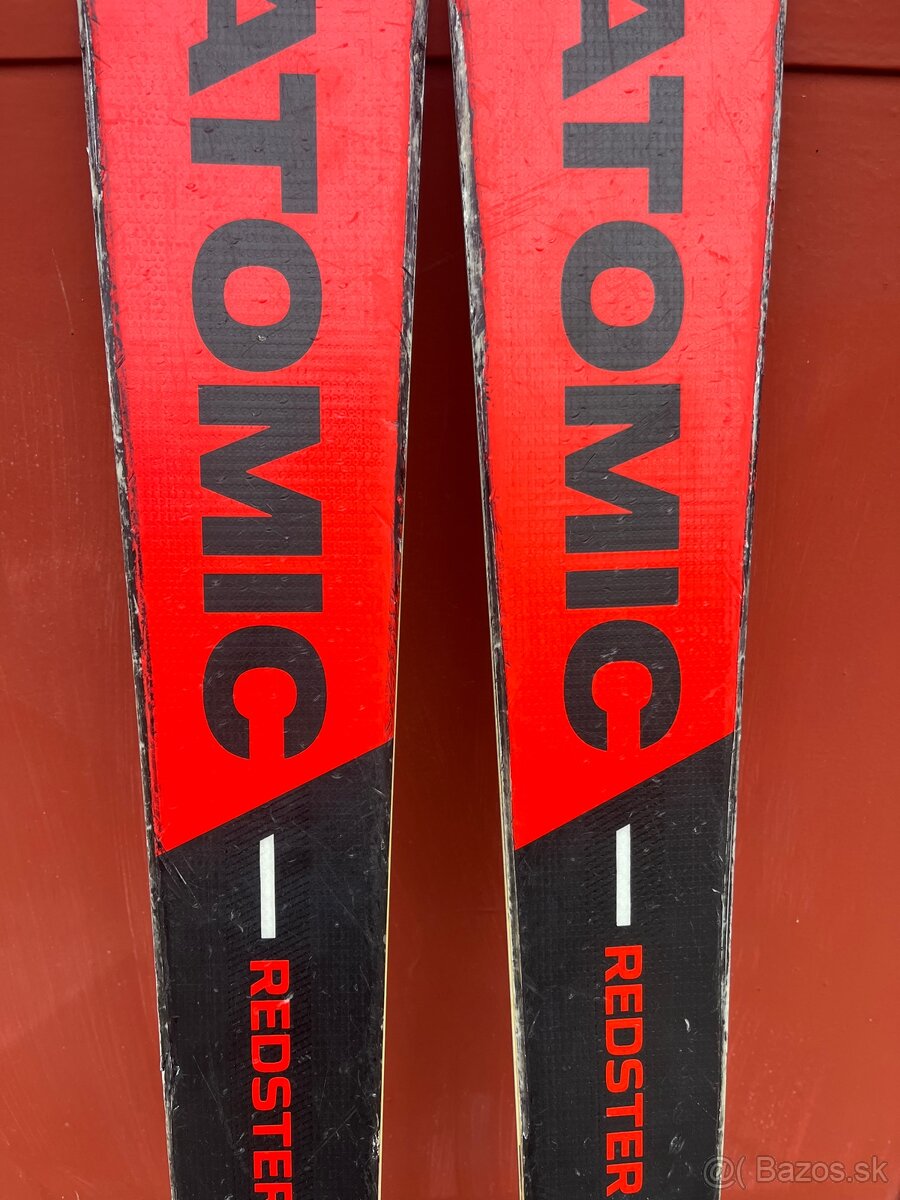 ATOMIC
ATOMIC
REDSTER
REDSTER
@( Bazos.sk